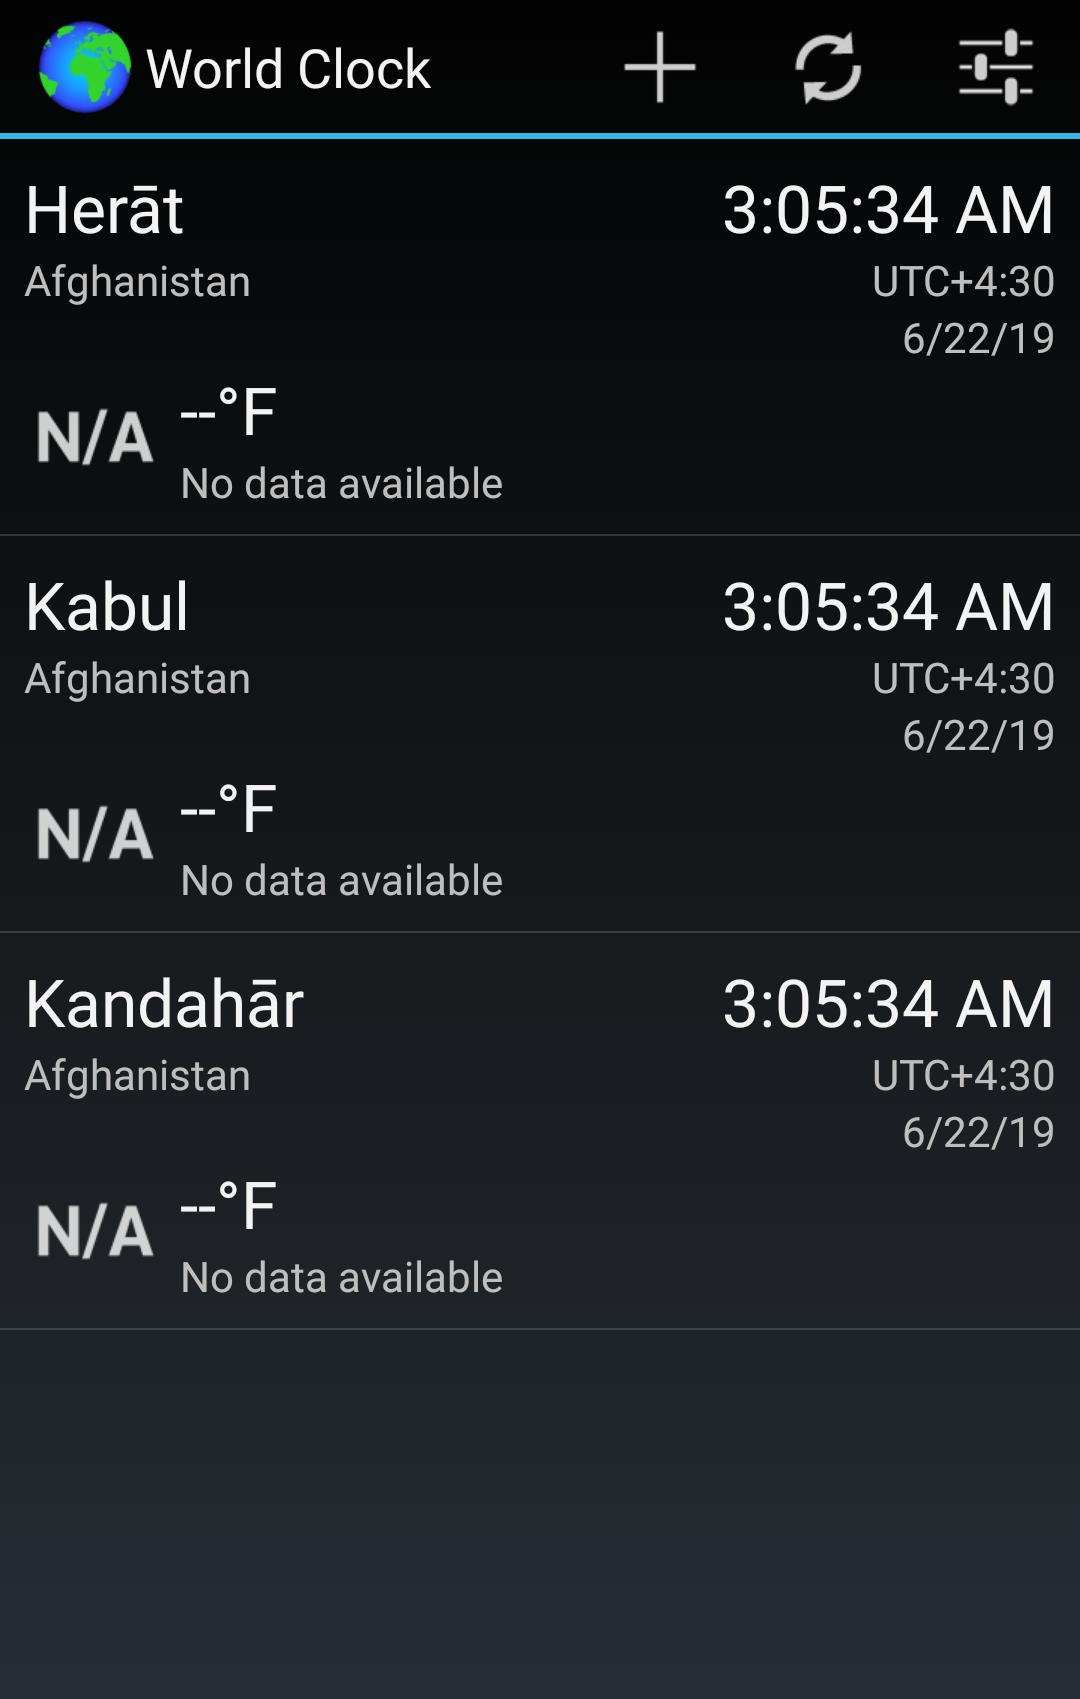 World Clock
Herāt 3:05:34 AM
Afghanistan UTC+4:30
6/22/19
N/A --°F
No data available
Kabul 3:05:34 AM
Afghanistan UTC+4:30
6/22/19
N/A --°F
No data available
Kandahār 3:05:34 AM
Afghanistan UTC+4:30
6/22/19
N/A --°F
No data available